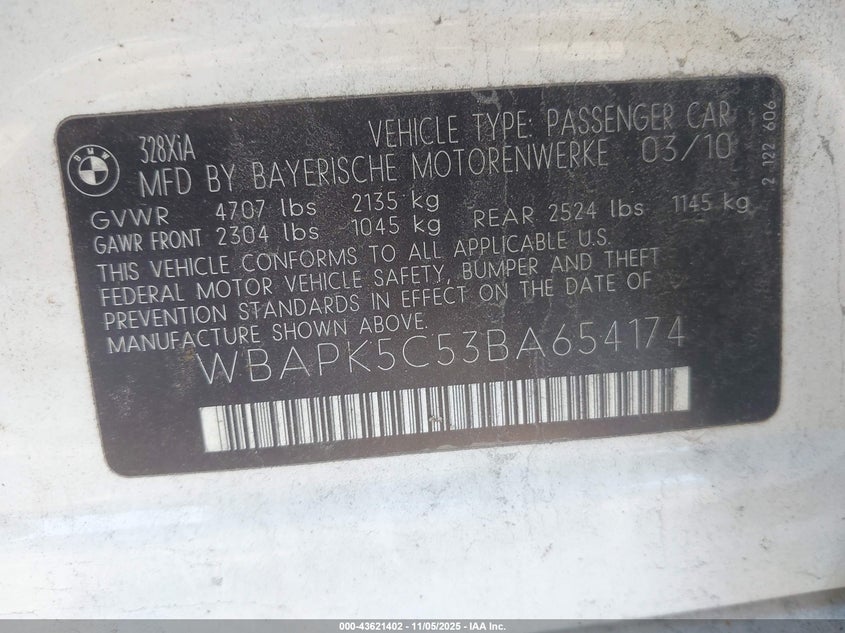 BMW
328XiA
VEHICLE TYPE: PASSENGER CAR
MFD BY BAYERISCHE MOTORENWERKE 03/10
GVWR 4707 lbs 2135 kg
GAWR FRONT 2304 lbs 1045 kg REAR 2524 lbs 1145 kg
THIS VEHICLE CONFORMS TO ALL APPLICABLE U.S.
FEDERAL MOTOR VEHICLE SAFETY, BUMPER AND THEFT
PREVENTION STANDARDS IN EFFECT ON THE DATE OF
MANUFACTURE SHOWN ABOVE.
WBAPK5C53BA654174
2 122 606
000-43621402 - 11/05/2025 - IAA Inc.